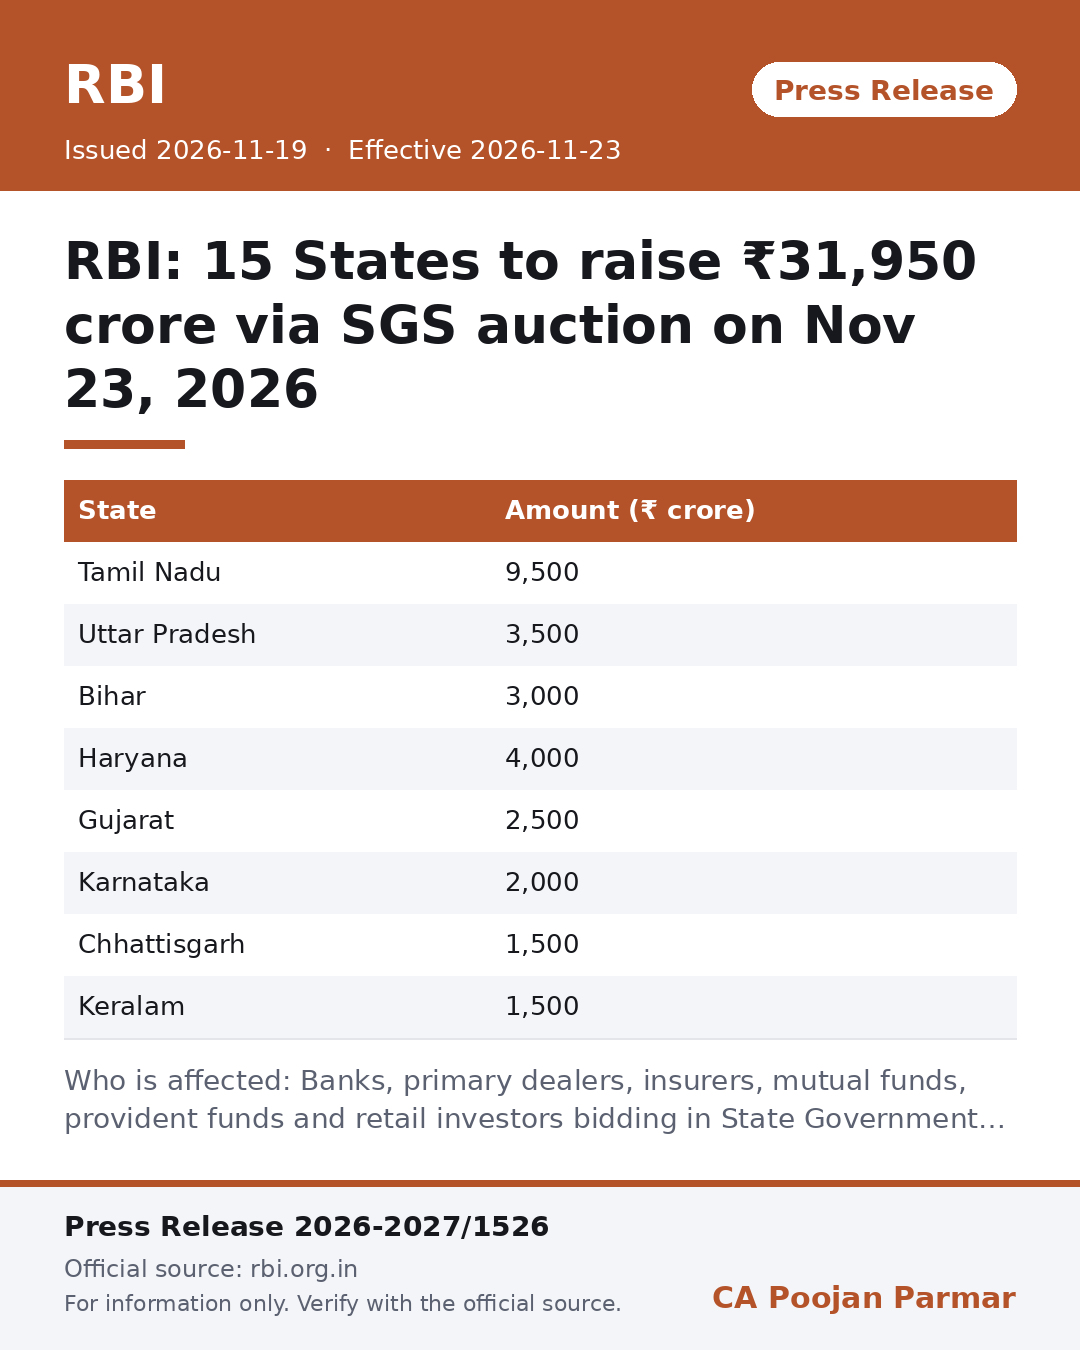 RBI
Press Release
Issued 2026-11-19 · Effective 2026-11-23
RBI: 15 States to raise ₹31,950
crore via SGS auction on Nov
23, 2026
State Amount (₹ crore)
Tamil Nadu 9,500
Uttar Pradesh 3,500
Bihar 3,000
Haryana 4,000
Gujarat 2,500
Karnataka 2,000
Chhattisgarh 1,500
Keralam 1,500
Who is affected: Banks, primary dealers, insurers, mutual funds,
provident funds and retail investors bidding in State Government…
Press Release 2026-2027/1526
Official source: rbi.org.in
For information only. Verify with the official source.
CA Poojan Parmar